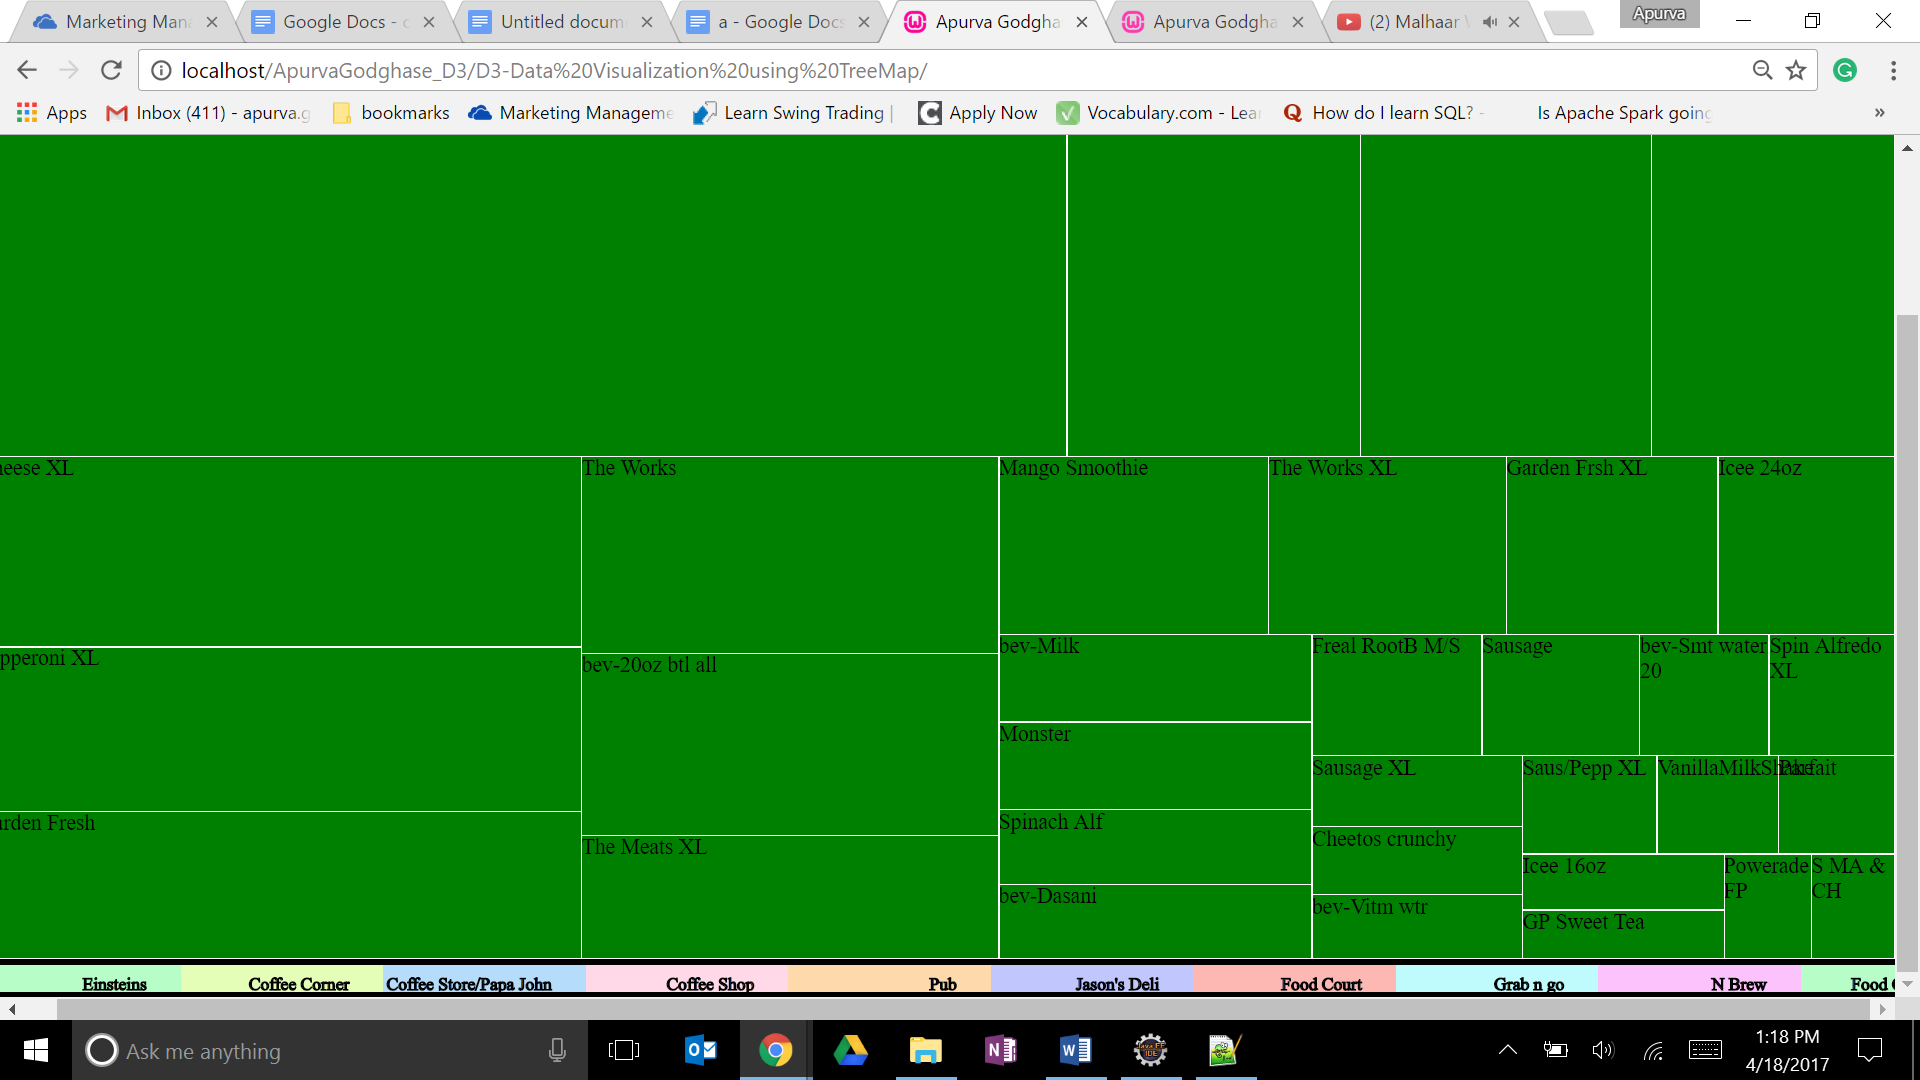 Marketing Man
Google Docs - c
Untitled docum
a - Google Docs
Apurva Godgha
Apurva Godgha
(2) Malhaar
Apurva
localhost/ApurvaGodghase_D3/D3-Data%20Visualization%20using%20TreeMap/
Apps
Inbox (411) - apurva.g
bookmarks
Marketing Manageme
Learn Swing Trading |
Apply Now
Vocabulary.com - Lea
How do I learn SQL? -
Is Apache Spark going
»
eese XL
The Works
Mango Smoothie
The Works XL
Garden Frsh XL
Icee 24oz
bev-Milk
Freal RootB M/S
Sausage
bev-Smt water
20
Spin Alfredo
XL
pperoni XL
bev-20oz btl all
Monster
Sausage XL
Saus/Pepp XL
VanillaMilkShake
Parfait
rden Fresh
Spinach Alf
Cheetos crunchy
The Meats XL
Icee 16oz
Powerade
FP
S MA &
CH
bev-Dasani
bev-Vitm wtr
GP Sweet Tea
Einsteins
Coffee Corner
Coffee Store/Papa John
Coffee Shop
Pub
Jason's Deli
Food Court
Grab n go
N Brew
Food
Ask me anything
1:18 PM
4/18/2017